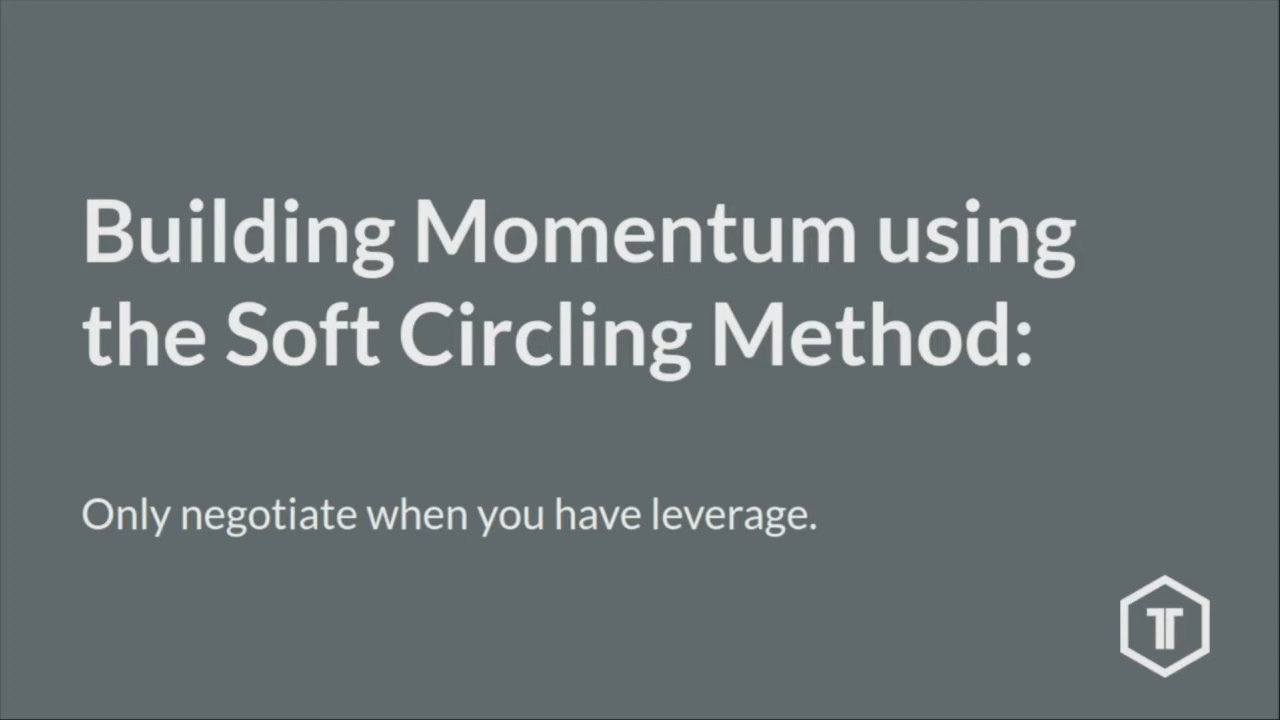 Building Momentum using
the Soft Circling Method:
Only negotiate when you have leverage.